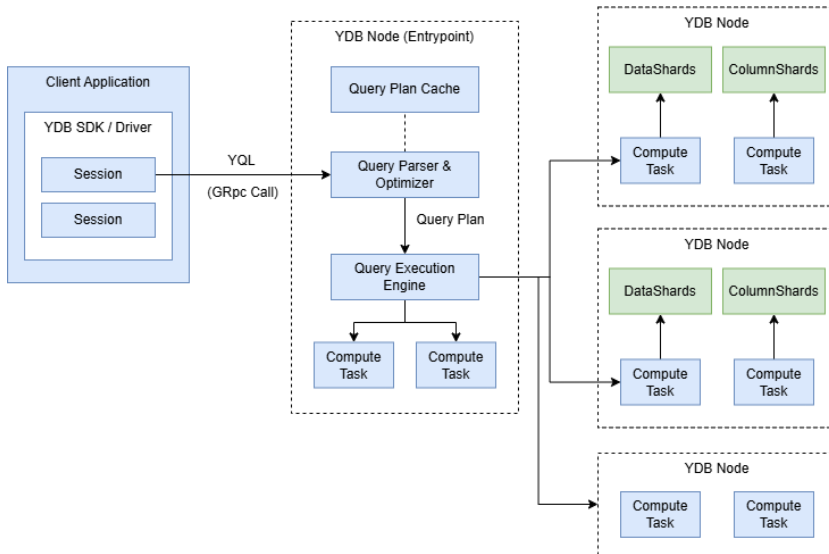 Client Application
YDB SDK / Driver
Session
Session
YQL
(GRpc Call)
YDB Node (Entrypoint)
Query Plan Cache
Query Parser &
Optimizer
Query Plan
Query Execution
Engine
Compute
Task
Compute
Task
YDB Node
DataShards
ColumnShards
Compute
Task
Compute
Task
YDB Node
DataShards
ColumnShards
Compute
Task
Compute
Task
YDB Node
Compute
Task
Compute
Task